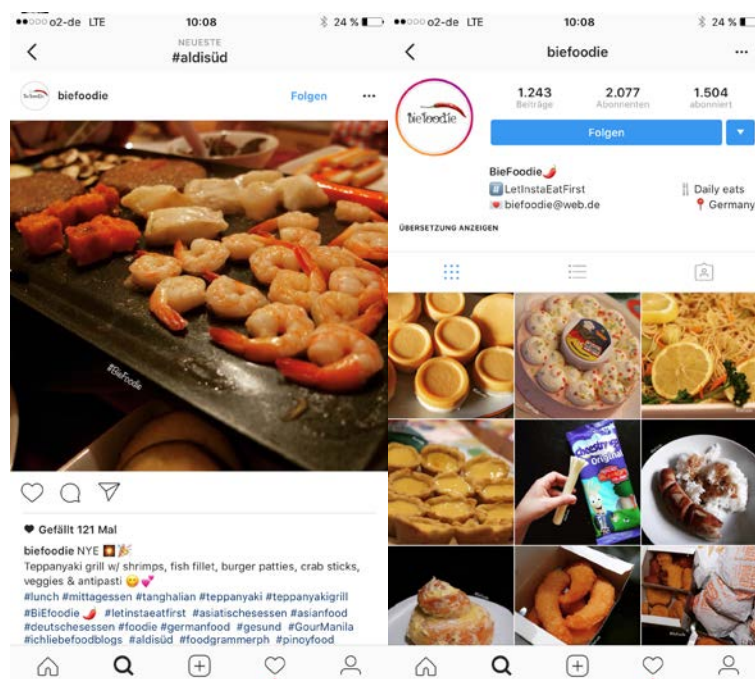 o2-de LTE 10:08 24 %
NEUESTE
#aldisüd
biefoodie Folgen
#BieFoodie
Gefällt 121 Mal
biefoodie NYE
Teppanyaki grill w/ shrimps, fish fillet, burger patties, crab sticks,
veggies & antipasti
#lunch #mittagessen #tanghalian #teppanyaki #teppanyakigrill
#BiEfoodie #letinstaeatfirst #asiatischesessen #asianfood
#deutschesessen #foodie #germanfood #gesund #GourManila
#ichliebefoodblogs #aldisüd #foodgrammerph #pinoyfood
o2-de LTE 10:08 24 %
biefoodie
BieFoodie
1.243 2.077 1.504
Beiträge Abonnenten abonniert
Folgen
BieFoodie
# LetInstaEatFirst Daily eats
biefoodie@web.de Germany
ÜBERSETZUNG ANZEIGEN
Original